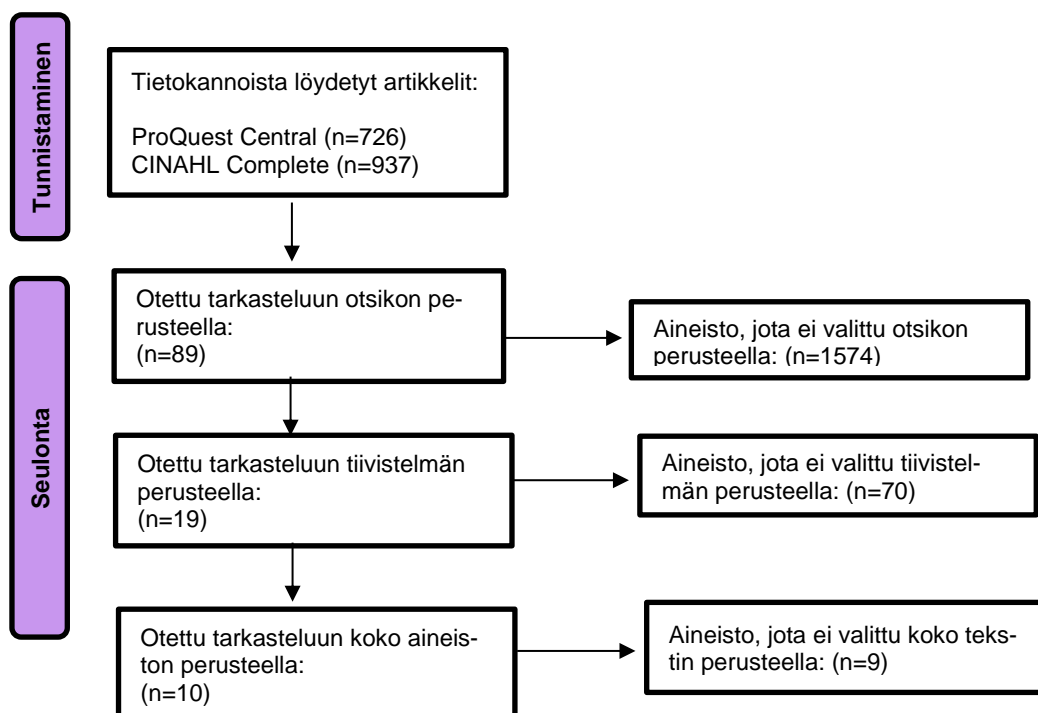 Tunnistaminen
Tietokannoista löydetyt artikkelit:
ProQuest Central (n=726)
CINAHL Complete (n=937)
Seulonta
Otettu tarkasteluun otsikon pe-
rusteella:
(n=89)
Aineisto, jota ei valittu otsikon
perusteella: (n=1574)
Otettu tarkasteluun tiivistelmän
perusteella:
(n=19)
Aineisto, jota ei valittu tiivistel-
män perusteella: (n=70)
Otettu tarkasteluun koko aineis-
ton perusteella:
(n=10)
Aineisto, jota ei valittu koko teks-
tin perusteella: (n=9)